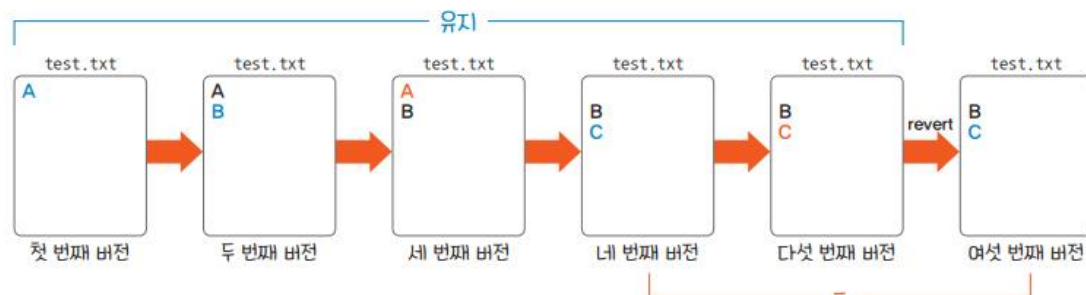 유지
test.txt test.txt test.txt test.txt test.txt test.txt
A A A
B B B B B
C C revert C
첫 번째 버전 두 번째 버전 세 번째 버전 네 번째 버전 다섯 번째 버전 여섯 번째 버전